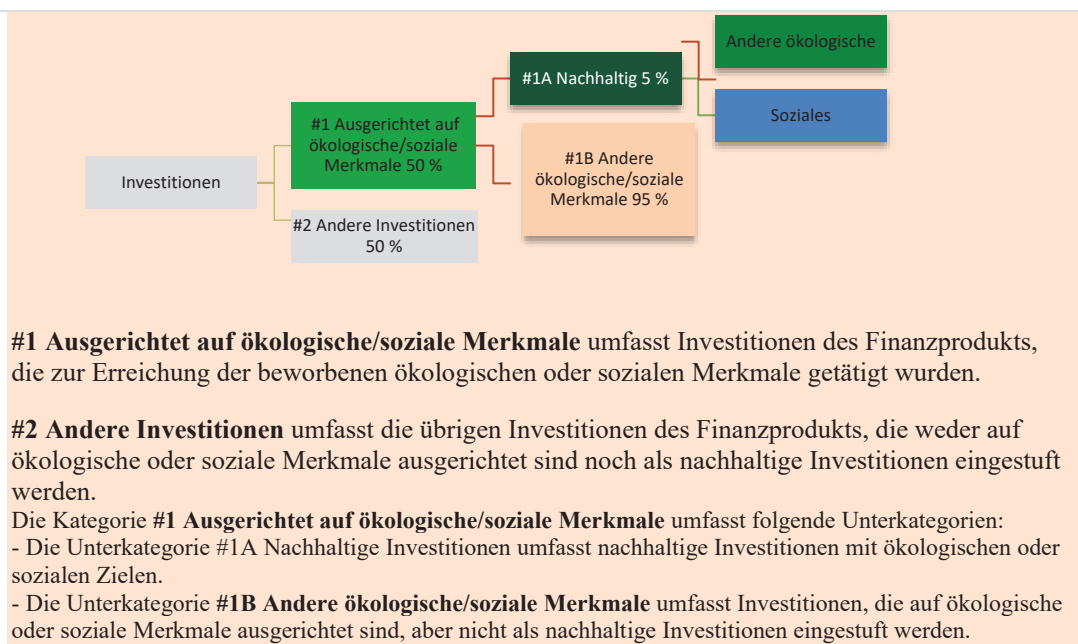 Investitionen
#1 Ausgerichtet auf
ökologische/soziale
Merkmale 50 %
#2 Andere Investitionen
50 %
#1A Nachhaltig 5 %
#1B Andere
ökologische/soziale
Merkmale 95 %
Andere ökologische
Soziales
#1 Ausgerichtet auf ökologische/soziale Merkmale umfasst Investitionen des Finanzprodukts,
die zur Erreichung der beworbenen ökologischen oder sozialen Merkmale getätigt wurden.
#2 Andere Investitionen umfasst die übrigen Investitionen des Finanzprodukts, die weder auf
ökologische oder soziale Merkmale ausgerichtet sind noch als nachhaltige Investitionen eingestuft
werden.
Die Kategorie #1 Ausgerichtet auf ökologische/soziale Merkmale umfasst folgende Unterkategorien:
- Die Unterkategorie #1A Nachhaltige Investitionen umfasst nachhaltige Investitionen mit ökologischen oder
sozialen Zielen.
- Die Unterkategorie #1B Andere ökologische/soziale Merkmale umfasst Investitionen, die auf ökologische
oder soziale Merkmale ausgerichtet sind, aber nicht als nachhaltige Investitionen eingestuft werden.